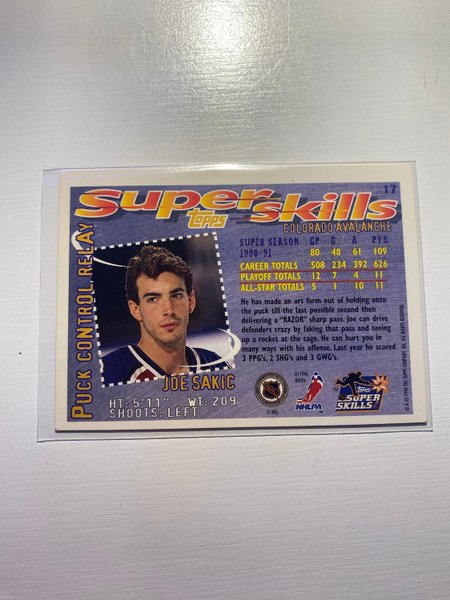 17
super skills
Topps
COLORADO AVALANCHE
PUCK CONTROL RELAY
SUPER SEASON GP G A PTS
1990-91 80 48 61 109
CAREER TOTALS 508 234 392 626
PLAYOFF TOTALS 12 7 4 11
ALL-STAR TOTALS 5 1 10 11
He has made an art form out of holding onto
the puck till the last possible second then
delivering a "RAZOR" sharp pass. Joe can drive
defenders crazy by faking that pass and teeing
up a rocket at the cage. He can hurt you in
many ways with his offense. Last year he scored
3 PPG's, 2 SHG's and 3 GWG's.
JOE SAKIC
HT: 5'11" WT: 209
SHOOTS: LEFT
NHLPA
Topps
SUPER
SKILLS